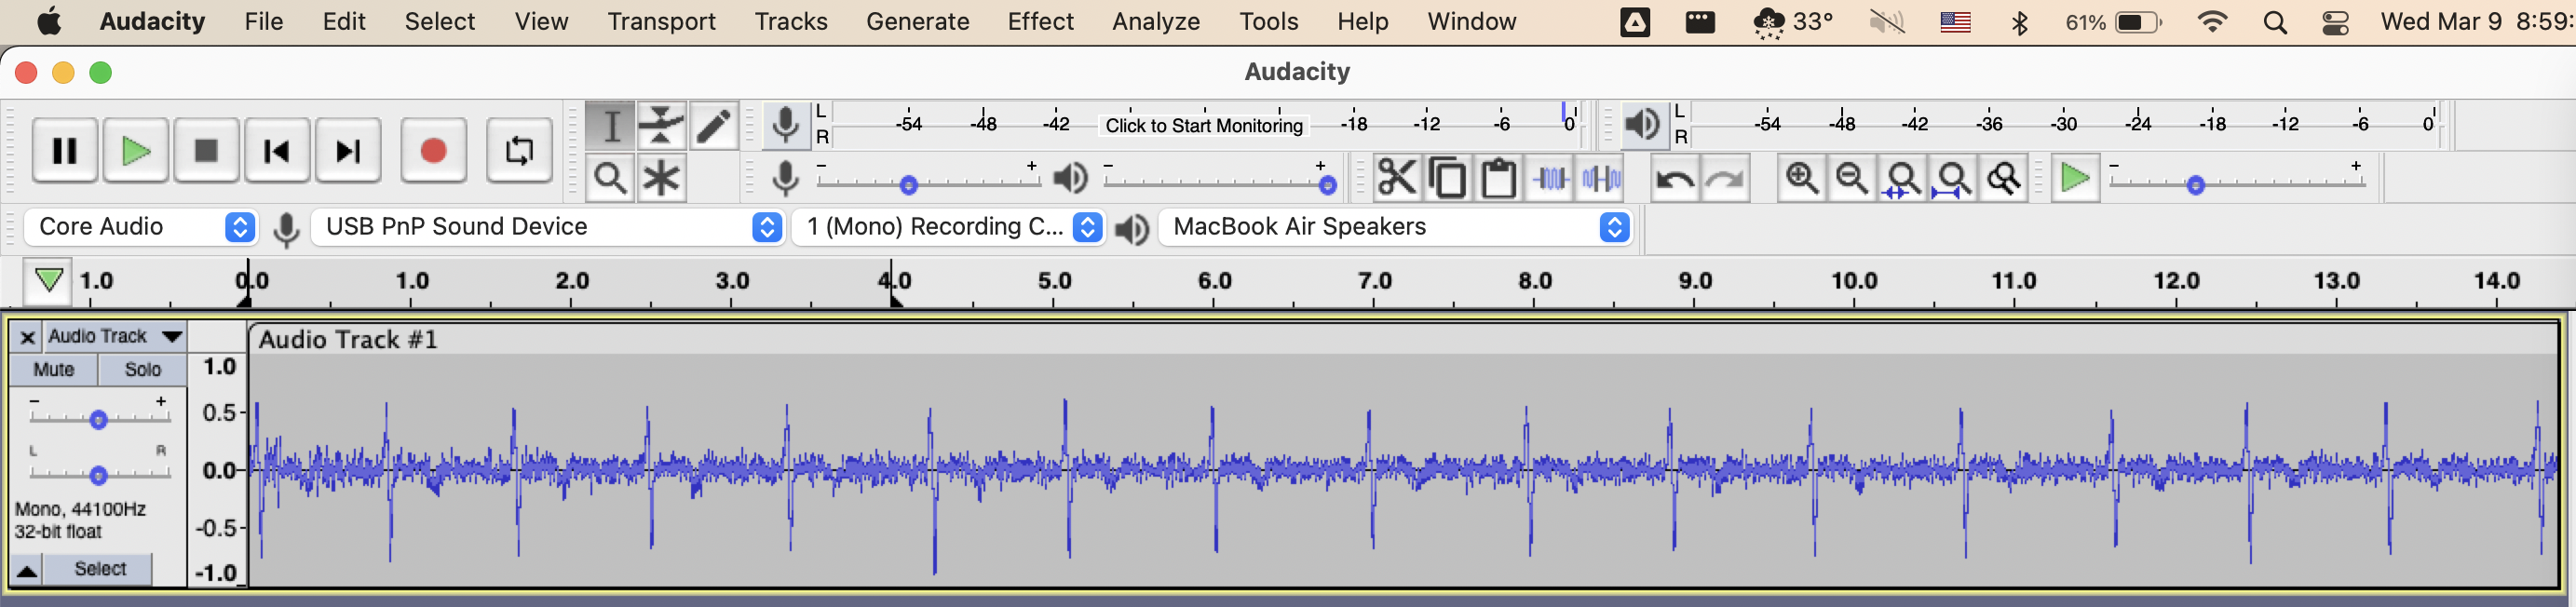 Audacity File Edit Select View Transport Tracks Generate Effect Analyze Tools Help Window 33° 61% Wed Mar 9 8:59:
Audacity
L -54 -48 -42 Click to Start Monitoring -18 -12 -6 0 L -54 -48 -42 -36 -30 -24 -18 -12 -6 0
R R
- + - + - +
Core Audio USB PnP Sound Device 1 (Mono) Recording C... MacBook Air Speakers
1.0 0.0 1.0 2.0 3.0 4.0 5.0 6.0 7.0 8.0 9.0 10.0 11.0 12.0 13.0 14.0
Audio Track Audio Track #1
Mute Solo 1.0
- + 0.5
L R
0.0
Mono, 44100Hz
32-bit float -0.5
Select -1.0